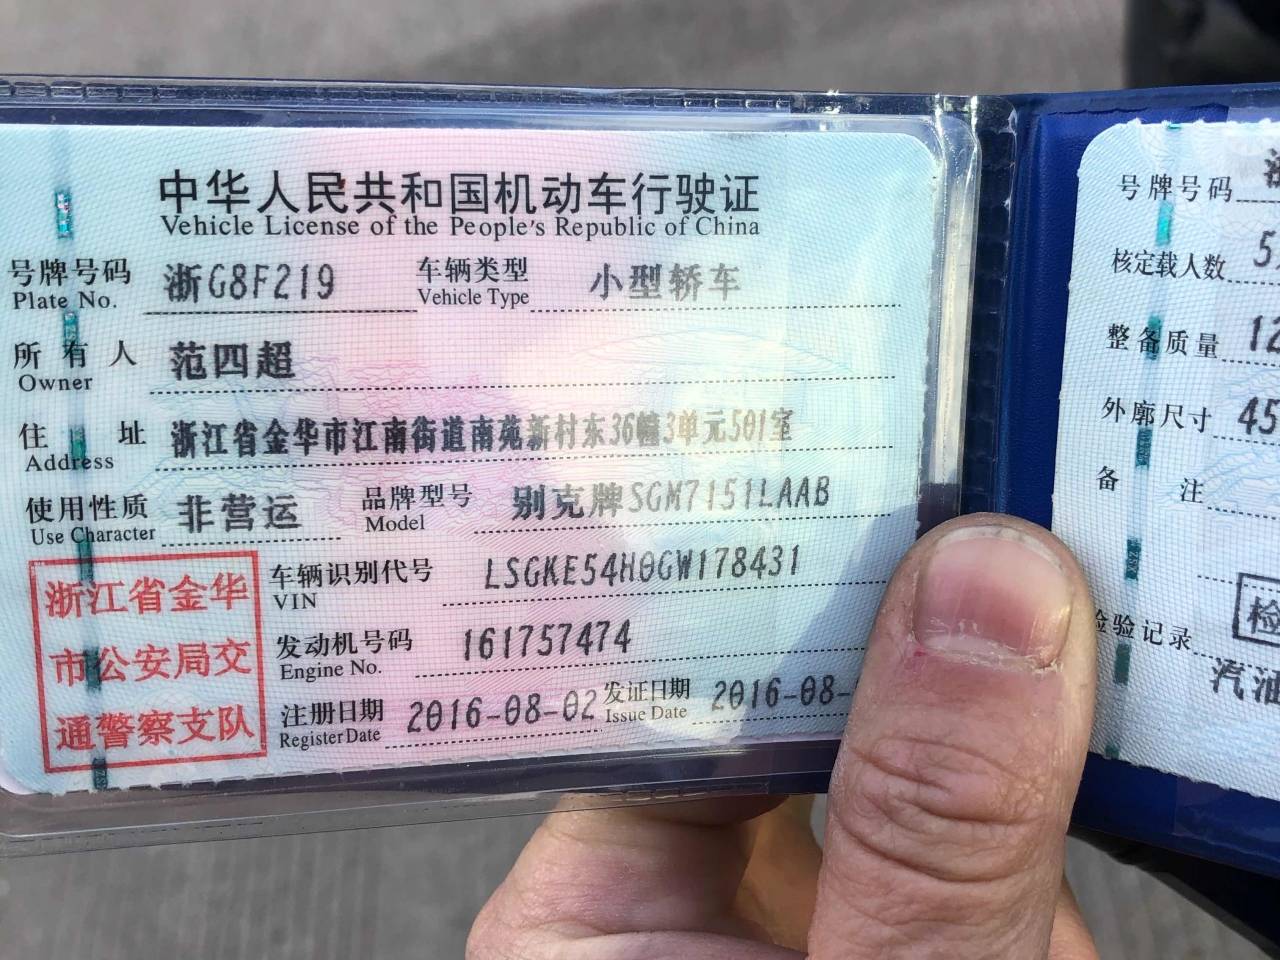 中华人民共和国机动车行驶证
Vehicle License of the People's Republic of China
号牌号码 浙G8F219 车辆类型 小型轿车
Plate No. Vehicle Type
所有人 范四超
Owner
住址 浙江省金华市江南街道南苑新村东36幢3单元501室
Address
使用性质 非营运 品牌型号 别克牌SGM7151LAAB
Use Character Model
浙江省金华
市公安局交
通警察支队
车辆识别代号 LSGKE54H0GW178431
VIN
发动机号码 161757474
Engine No.
注册日期 2016-08-02 发证日期 2016-08-
Register Date Issue Date
号牌号码
核定载人数 5
整备质量 12
外廓尺寸 45
备注
检验记录 检
汽油